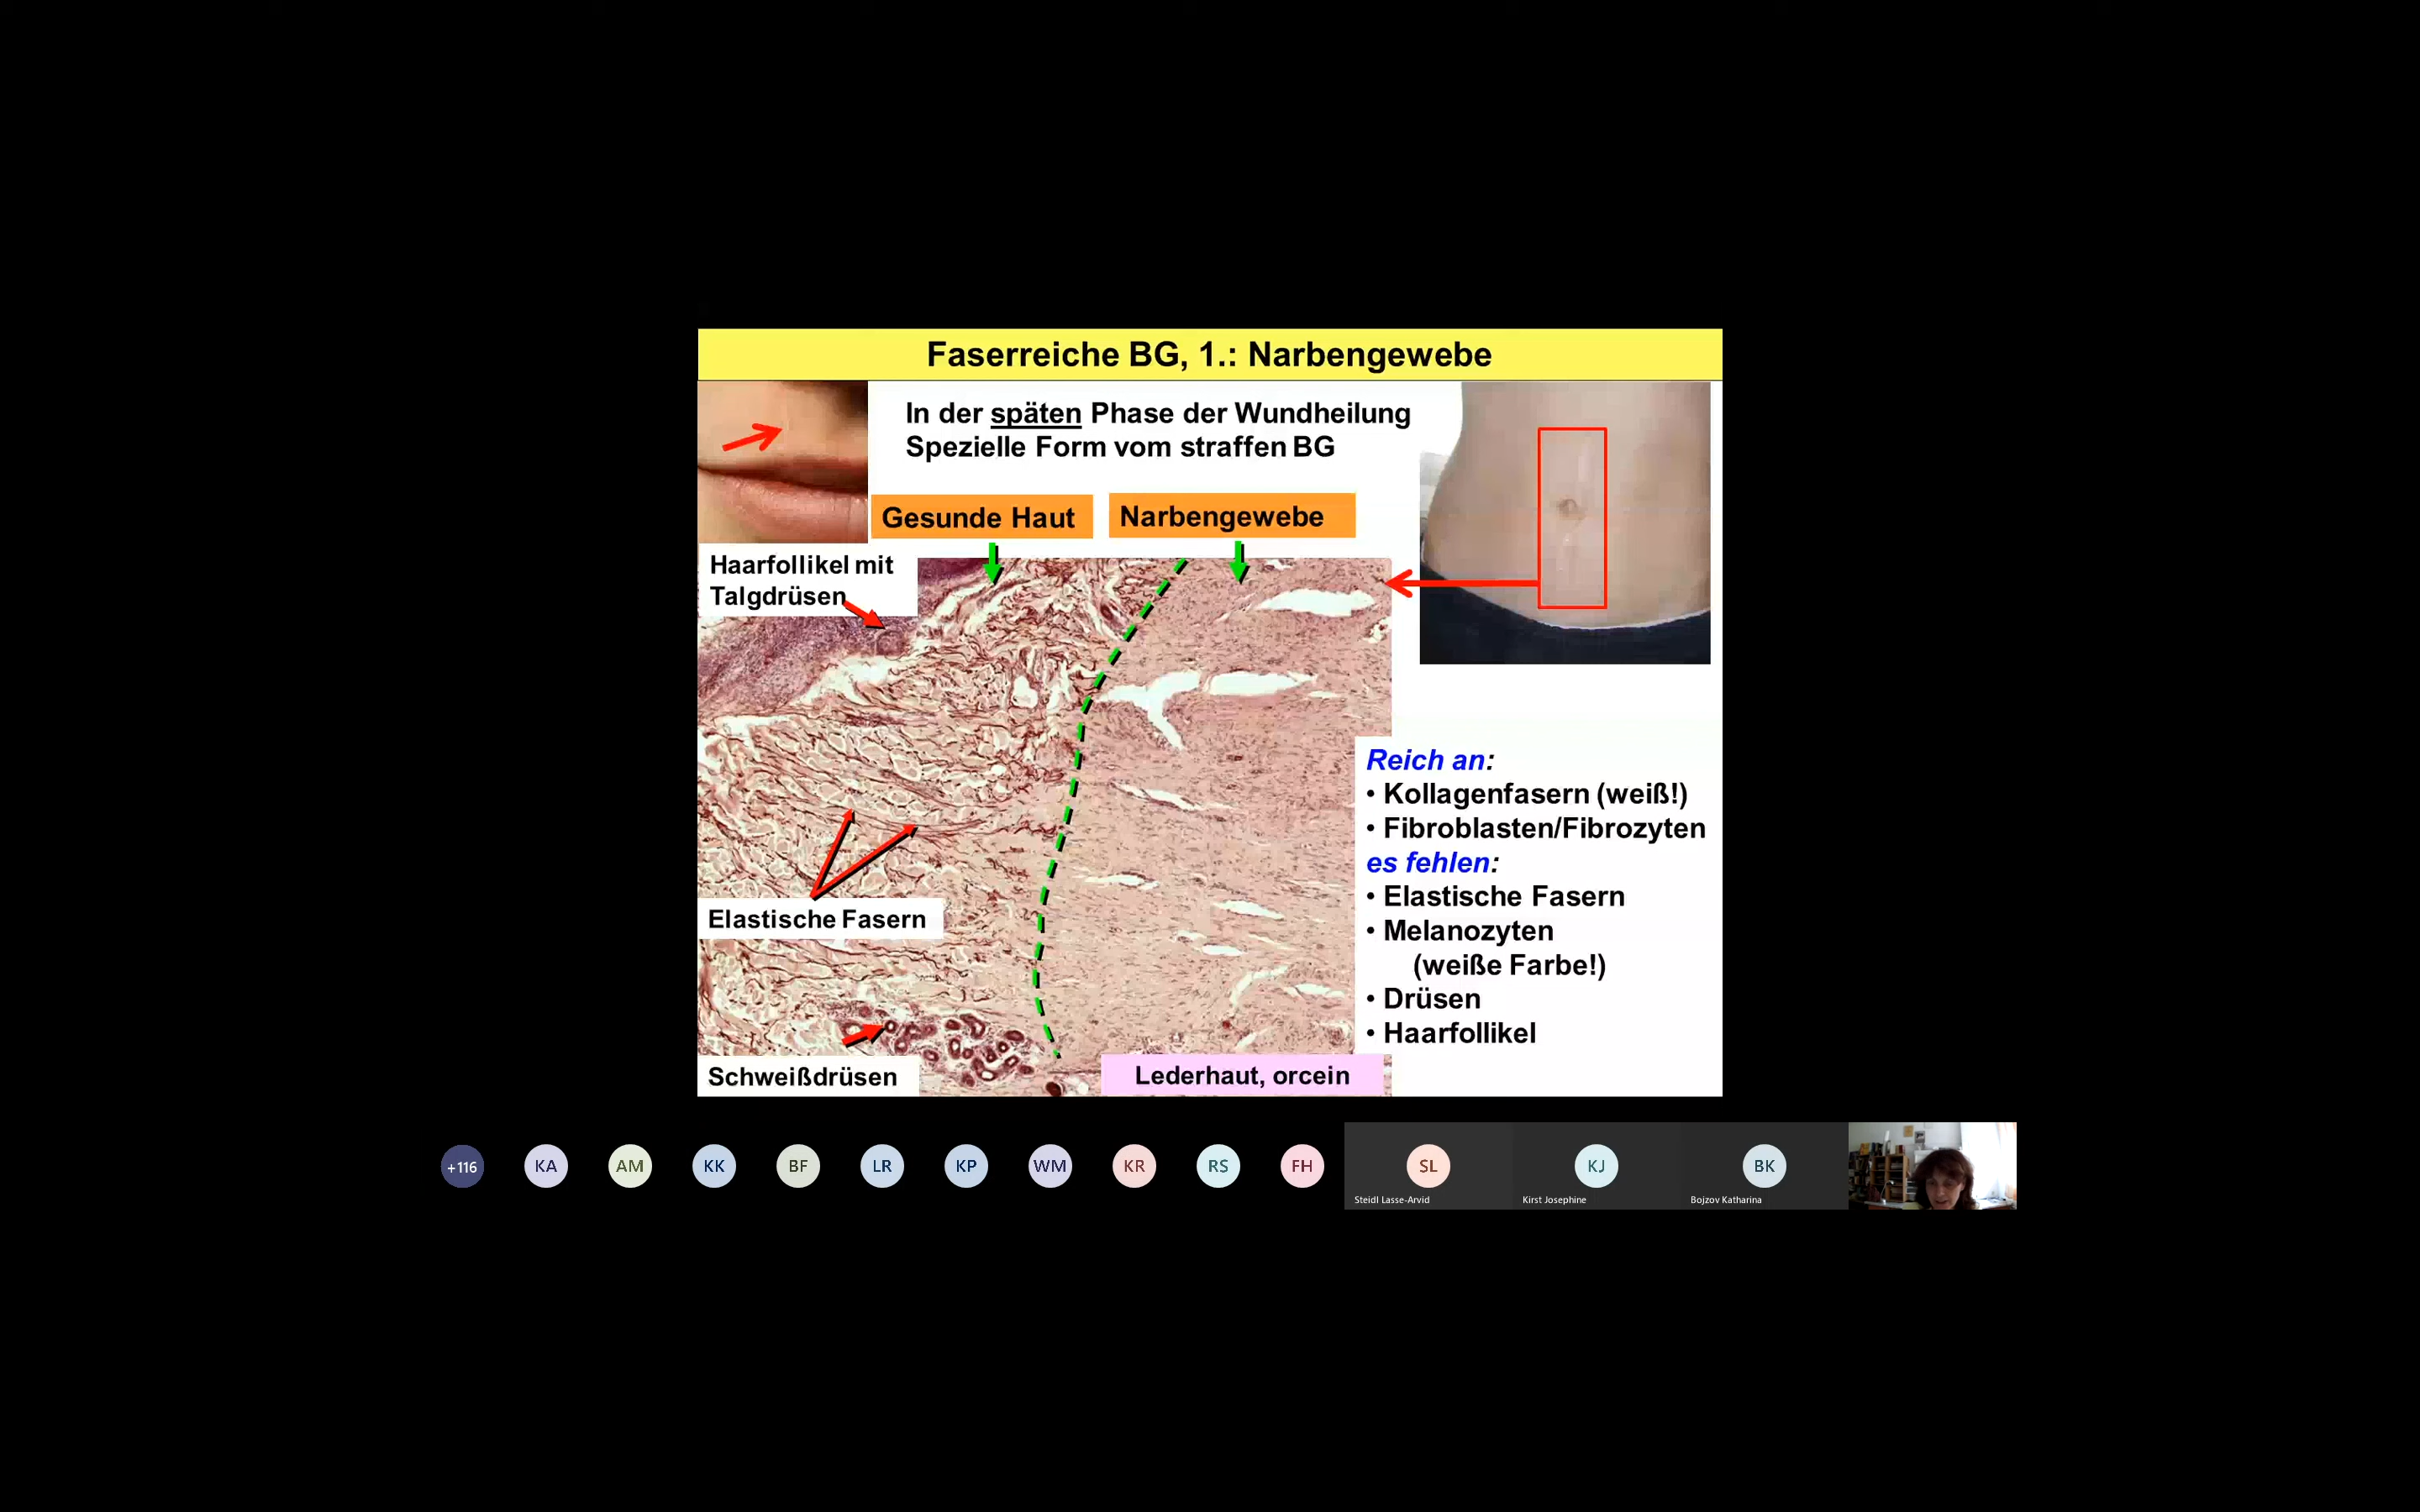 Faserreiche BG, 1.: Narbengewebe
In der späten Phase der Wundheilung
Spezielle Form vom straffen BG
Gesunde Haut
Narbengewebe
Haarfollikel mit
Talgdrüsen
Elastische Fasern
Schweißdrüsen
Lederhaut, orcein
Reich an:
• Kollagenfasern (weiß!)
• Fibroblasten/Fibrozyten
es fehlen:
• Elastische Fasern
• Melanozyten
(weiße Farbe!)
• Drüsen
• Haarfollikel
+116
KA
AM
KK
BF
LR
KP
WM
KR
RS
FH
SL
Steidl Lasse-Arvid
KJ
Kirst Josephine
BK
Bojzov Katharina